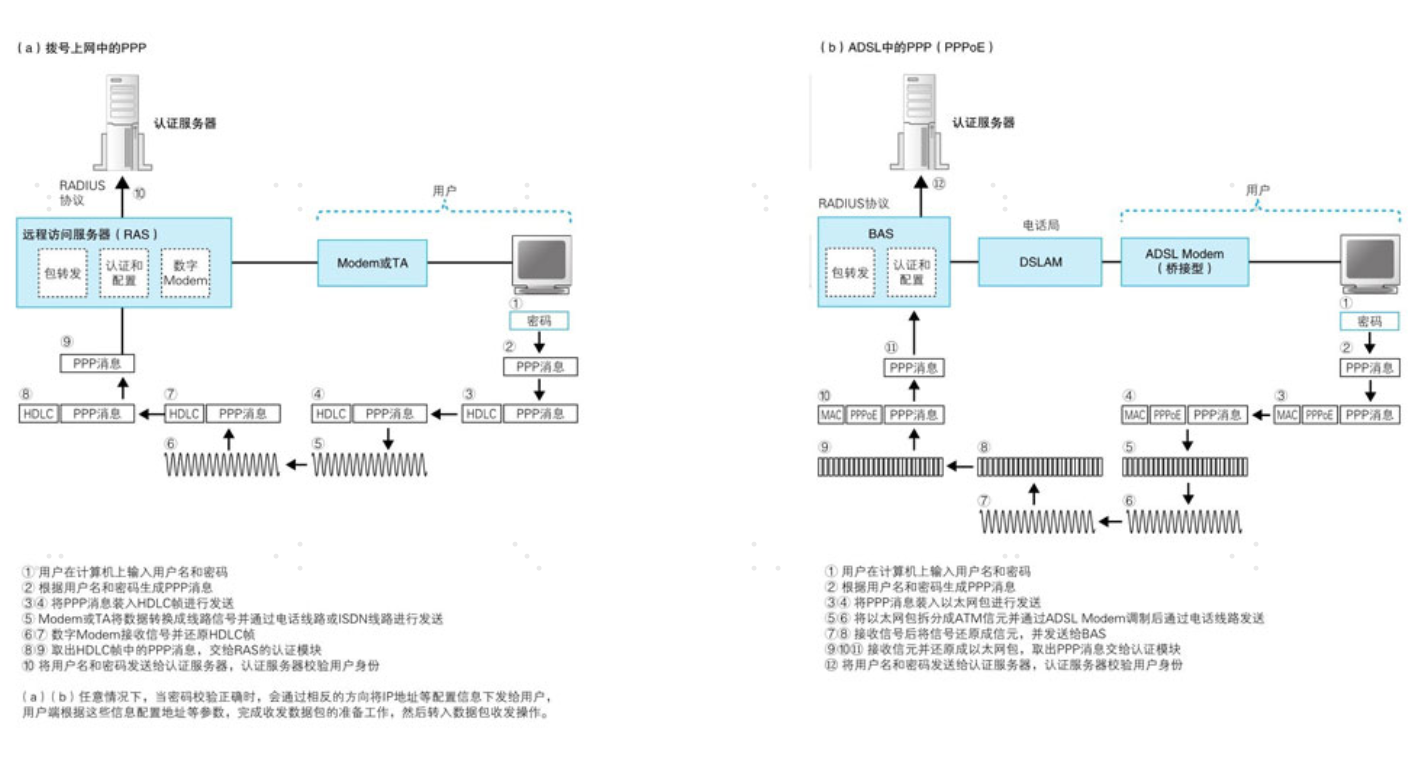 （a）拨号上网中的PPP
认证服务器
RADIUS
协议
⑩
用户
远程访问服务器（RAS）
包转发
认证和
配置
数字
Modem
Modem或TA
①
密码
②
PPP消息
⑨
PPP消息
⑧
HDLC PPP消息
⑦
HDLC PPP消息
④
HDLC PPP消息
③
HDLC PPP消息
⑥
⑤
① 用户在计算机上输入用户名和密码
② 根据用户名和密码生成PPP消息
③④ 将PPP消息装入HDLC帧进行发送
⑤ Modem或TA将数据转换成线路信号并通过电话线路或ISDN线路进行发送
⑥⑦ 数字Modem接收信号并还原HDLC帧
⑧⑨ 取出HDLC帧中的PPP消息，交给RAS的认证模块
⑩ 将用户名和密码发送给认证服务器，认证服务器校验用户身份
（a）（b）任意情况下，当密码校验正确时，会通过相反的方向将IP地址等配置信息下发给用户，
用户端根据这些信息配置地址等参数，完成收发数据包的准备工作，然后转入数据包收发操作。
（b）ADSL中的PPP（PPPoE）
认证服务器
⑫
RADIUS协议
用户
BAS
包转发
认证和
配置
电话局
DSLAM
ADSL Modem
（桥接型）
①
密码
②
PPP消息
⑪
PPP消息
⑩
MAC PPPoE PPP消息
④
MAC PPPoE PPP消息
③
MAC PPPoE PPP消息
⑨
⑧
⑤
⑦
⑥
① 用户在计算机上输入用户名和密码
② 根据用户名和密码生成PPP消息
③④ 将PPP消息装入以太网包进行发送
⑤⑥ 将以太网包拆分成ATM信元并通过ADSL Modem调制后通过电话线路发送
⑦⑧ 接收信号后将信号还原成信元，并发送给BAS
⑨⑩⑪ 接收信元并还原成以太网包，取出PPP消息交给认证模块
⑫ 将用户名和密码发送给认证服务器，认证服务器校验用户身份